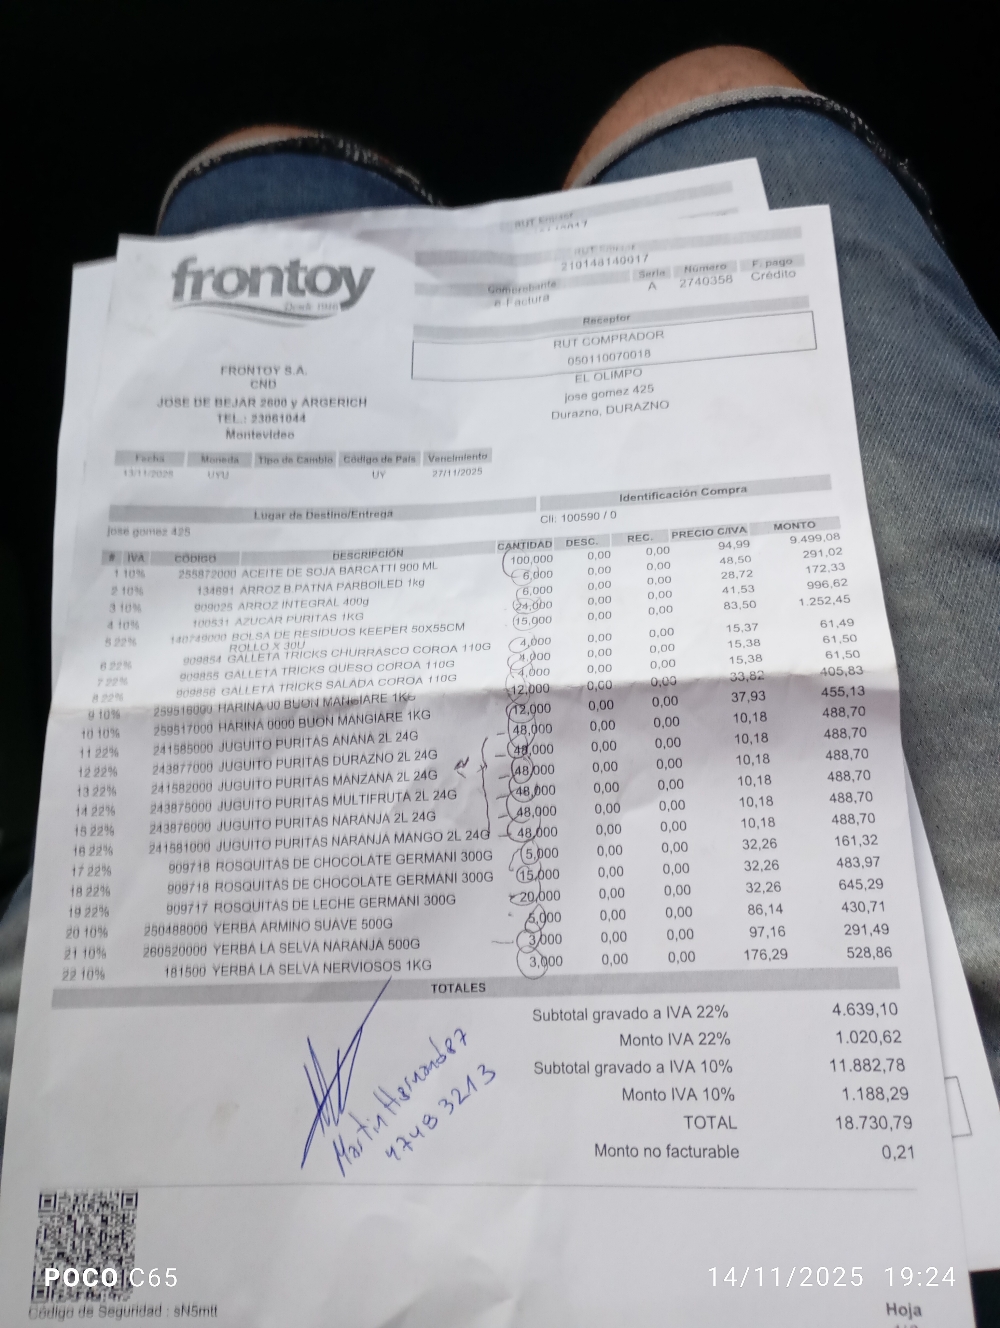 RUT Emisor
frontoy
Desde 1926
RUT Emisor
210148140017
Comprobante Serie Número F. pago
e-Factura A 2740358 Crédito
Receptor
RUT COMPRADOR
050110070018
EL OLIMPO
jose gomez 425
Durazno, DURAZNO
FRONTOY S.A.
CND
JOSE DE BEJAR 2600 y ARGERICH
TEL.: 23061044
Montevideo
Fecha Moneda Tipo de Cambio Código de País Vencimiento
13/11/2025 UYU UY 27/11/2025
Lugar de Destino/Entrega Identificación Compra
jose gomez 425 Cli. 100590 / 0
# IVA CÓDIGO DESCRIPCIÓN CANTIDAD DESC. REC. PRECIO C/IVA MONTO
1 10% 255872000 ACEITE DE SOJA BARCATTI 900 ML 100,000 0,00 0,00 94,99 9.499,08
2 10% 134691 ARROZ B.PATNA PARBOILED 1kg 6,000 0,00 0,00 48,50 291,02
3 10% 909025 ARROZ INTEGRAL 400g 6,000 0,00 0,00 28,72 172,33
4 10% 100531 AZUCAR PURITAS 1KG 24,000 0,00 0,00 41,53 996,62
5 22% 140749000 BOLSA DE RESIDUOS KEEPER 50X55CM 15,000 0,00 0,00 83,50 1.252,45
ROLLO X 30U
6 22% 909854 GALLETA TRICKS CHURRASCO COROA 110G 4,000 0,00 0,00 15,37 61,49
7 22% 909855 GALLETA TRICKS QUESO COROA 110G 4,000 0,00 0,00 15,38 61,50
8 22% 909856 GALLETA TRICKS SALADA COROA 110G 4,000 0,00 0,00 15,38 61,50
9 10% 259516000 HARINA 00 BUON MANGIARE 1KG 12,000 0,00 0,00 33,82 405,83
10 10% 259517000 HARINA 0000 BUON MANGIARE 1KG 12,000 0,00 0,00 37,93 455,13
11 22% 241585000 JUGUITO PURITAS ANANA 2L 24G 48,000 0,00 0,00 10,18 488,70
12 22% 243877000 JUGUITO PURITAS DURAZNO 2L 24G 48,000 0,00 0,00 10,18 488,70
13 22% 241582000 JUGUITO PURITAS MANZANA 2L 24G 48,000 0,00 0,00 10,18 488,70
14 22% 243875000 JUGUITO PURITAS MULTIFRUTA 2L 24G 48,000 0,00 0,00 10,18 488,70
15 22% 243876000 JUGUITO PURITAS NARANJA 2L 24G 48,000 0,00 0,00 10,18 488,70
16 22% 241581000 JUGUITO PURITAS NARANJA MANGO 2L 24G 48,000 0,00 0,00 10,18 488,70
17 22% 909718 ROSQUITAS DE CHOCOLATE GERMANI 300G 5,000 0,00 0,00 32,26 161,32
18 22% 909718 ROSQUITAS DE CHOCOLATE GERMANI 300G 15,000 0,00 0,00 32,26 483,97
19 22% 909717 ROSQUITAS DE LECHE GERMANI 300G 20,000 0,00 0,00 32,26 645,29
20 10% 250488000 YERBA ARMINO SUAVE 500G 5,000 0,00 0,00 86,14 430,71
21 10% 260520000 YERBA LA SELVA NARANJA 500G 3,000 0,00 0,00 97,16 291,49
22 10% 181500 YERBA LA SELVA NERVIOSOS 1KG 3,000 0,00 0,00 176,29 528,86
TOTALES
Subtotal gravado a IVA 22% 4.639,10
Monto IVA 22% 1.020,62
Subtotal gravado a IVA 10% 11.882,78
Monto IVA 10% 1.188,29
TOTAL 18.730,79
Monto no facturable 0,21
Martin Hernandez
4748 3213
Código de Seguridad : sN5mtt
Hoja
POCO C65
14/11/2025 19:24